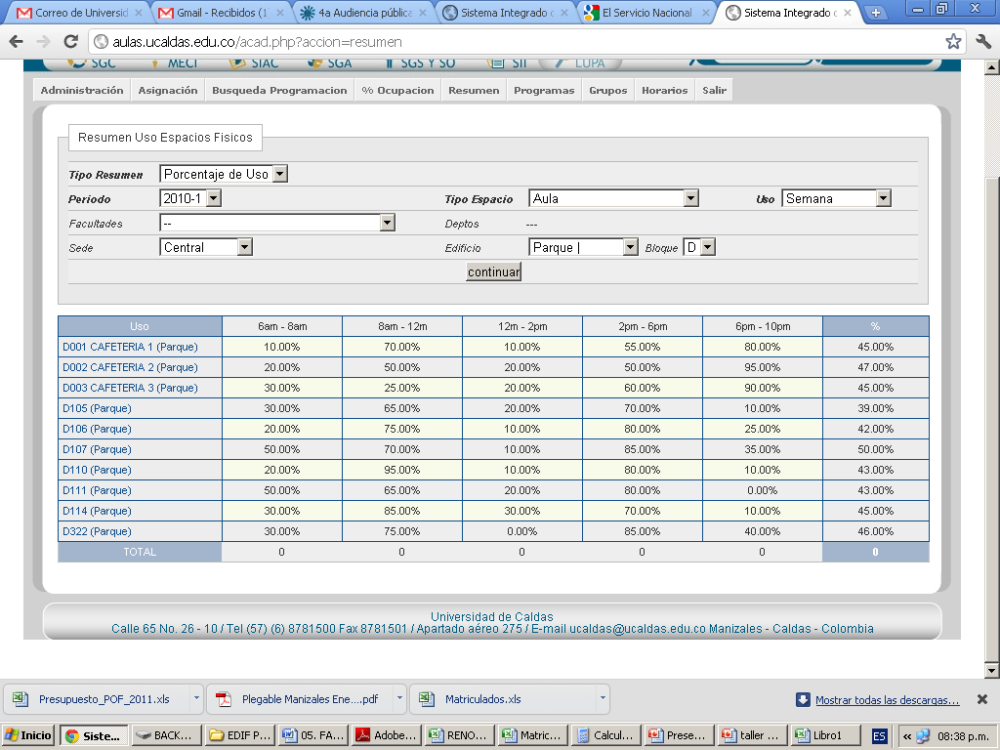 Correo de Universid
Gmail - Recibidos (1
4a Audiencia pública
Sistema Integrado d
El Servicio Nacional
Sistema Integrado d
aulas.ucaldas.edu.co/acad.php?accion=resumen
SGC MECI SIAC SGA SGS Y SO SII LUPA
Administración Asignación Busqueda Programacion % Ocupacion Resumen Programas Grupos Horarios Salir
Resumen Uso Espacios Fisicos
Tipo Resumen Porcentaje de Uso
Periodo 2010-1 Tipo Espacio Aula Uso Semana
Facultades -- Deptos ---
Sede Central Edificio Parque | Bloque D
continuar
Uso 6am - 8am 8am - 12m 12m - 2pm 2pm - 6pm 6pm - 10pm %
D001 CAFETERIA 1 (Parque) 10.00% 70.00% 10.00% 55.00% 80.00% 45.00%
D002 CAFETERIA 2 (Parque) 20.00% 50.00% 20.00% 50.00% 95.00% 47.00%
D003 CAFETERIA 3 (Parque) 30.00% 25.00% 20.00% 60.00% 90.00% 45.00%
D105 (Parque) 30.00% 65.00% 20.00% 70.00% 10.00% 39.00%
D106 (Parque) 20.00% 75.00% 10.00% 80.00% 25.00% 42.00%
D107 (Parque) 50.00% 70.00% 10.00% 85.00% 35.00% 50.00%
D110 (Parque) 20.00% 95.00% 10.00% 80.00% 10.00% 43.00%
D111 (Parque) 50.00% 65.00% 20.00% 80.00% 0.00% 43.00%
D114 (Parque) 30.00% 85.00% 30.00% 70.00% 10.00% 45.00%
D322 (Parque) 30.00% 75.00% 0.00% 85.00% 40.00% 46.00%
TOTAL 0 0 0 0 0 0
Universidad de Caldas
Calle 65 No. 26 - 10 / Tel (57) (6) 8781500 Fax 8781501 / Apartado aéreo 275 / E-mail ucaldas@ucaldas.edu.co Manizales - Caldas - Colombia
Presupuesto_POF_2011.xls Plegable Manizales Ene....pdf Matriculados.xls Mostrar todas las descargas...
Inicio Siste... BACK... EDIF P... 05. FA... Adobe... RENO... Matric... Calcul... Prese... taller ... Libro1 ES « 08:38 p.m.